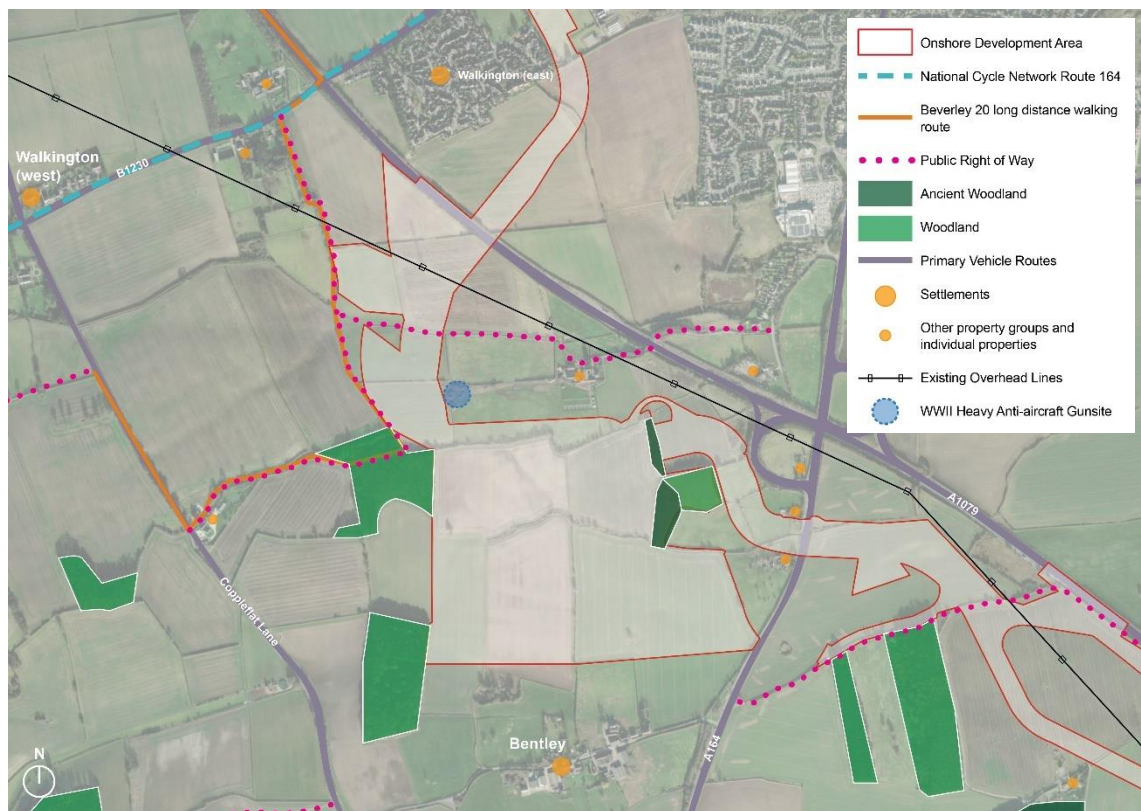 Onshore Development Area
National Cycle Network Route 164
Beverley 20 long distance walking
route
Public Right of Way
Ancient Woodland
Woodland
Primary Vehicle Routes
Settlements
Other property groups and
individual properties
Existing Overhead Lines
WWII Heavy Anti-aircraft Gunsite
Walkington (east)
Walkington
(west)
B1230
A1079
Coppleflat Lane
A164
Bentley
N